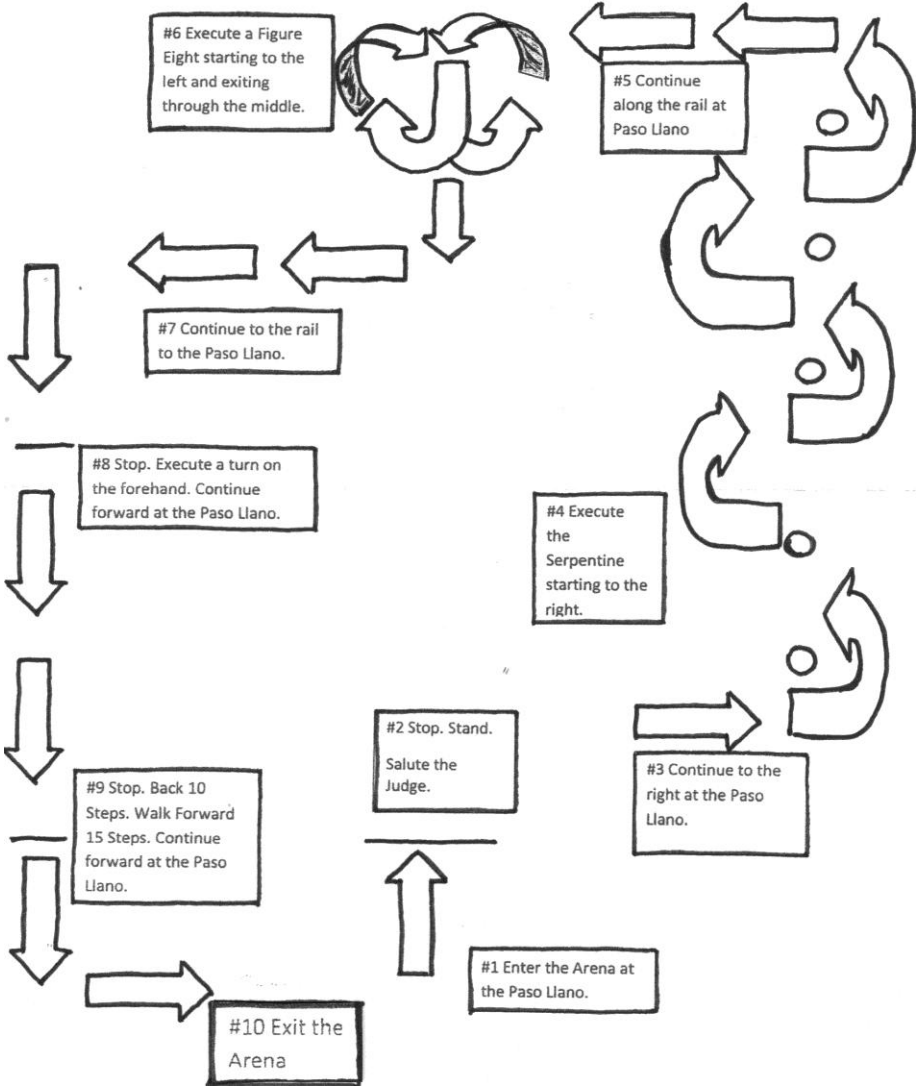 #6 Execute a Figure
Eight starting to the
left and exiting
through the middle.
#5 Continue
along the rail at
Paso Llano
#7 Continue to the rail
to the Paso Llano.
#8 Stop. Execute a turn on
the forehand. Continue
forward at the Paso Llano.
#4 Execute
the
Serpentine
starting to the
right.
#2 Stop. Stand.
Salute the
Judge.
#3 Continue to the
right at the Paso
Llano.
#9 Stop. Back 10
Steps. Walk Forward
15 Steps. Continue
forward at the Paso
Llano.
#1 Enter the Arena at
the Paso Llano.
#10 Exit the
Arena